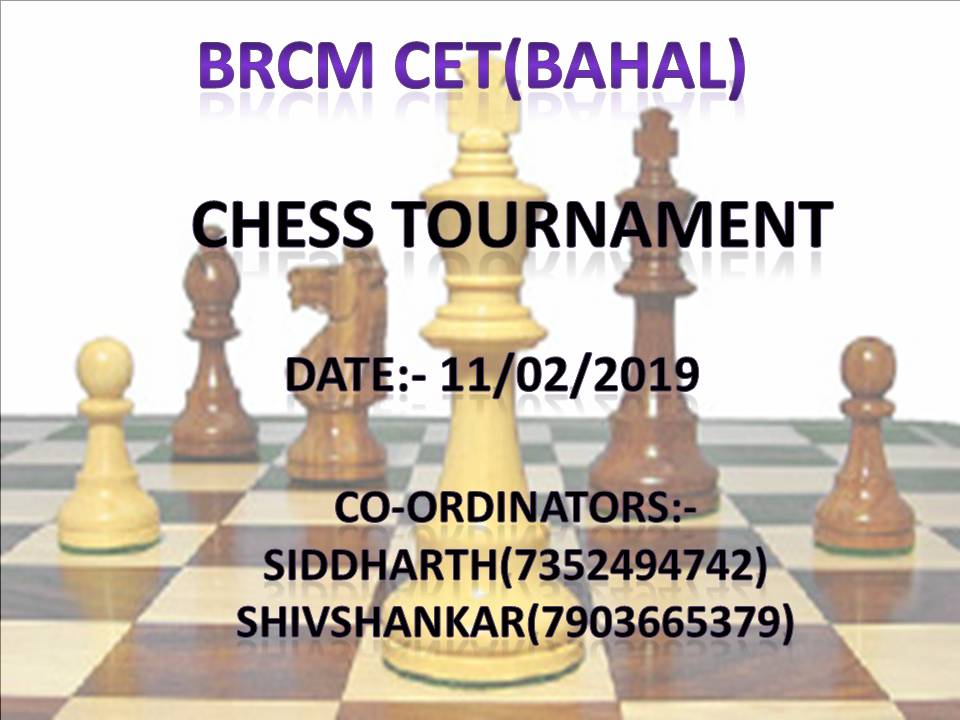 BRCM CET(BAHAL)
CHESS TOURNAMENT
DATE:- 11/02/2019
CO-ORDINATORS:-
SIDDHARTH(7352494742)
SHIVSHANKAR(7903665379)